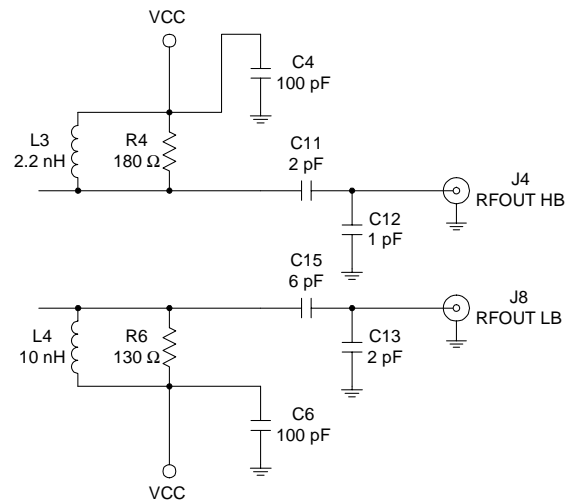 VCC
C4
100 pF
L3
2.2 nH
R4
180 Ω
C11
2 pF
J4
RFOUT HB
C12
1 pF
C15
6 pF
J8
RFOUT LB
L4
10 nH
R6
130 Ω
C13
2 pF
C6
100 pF
VCC